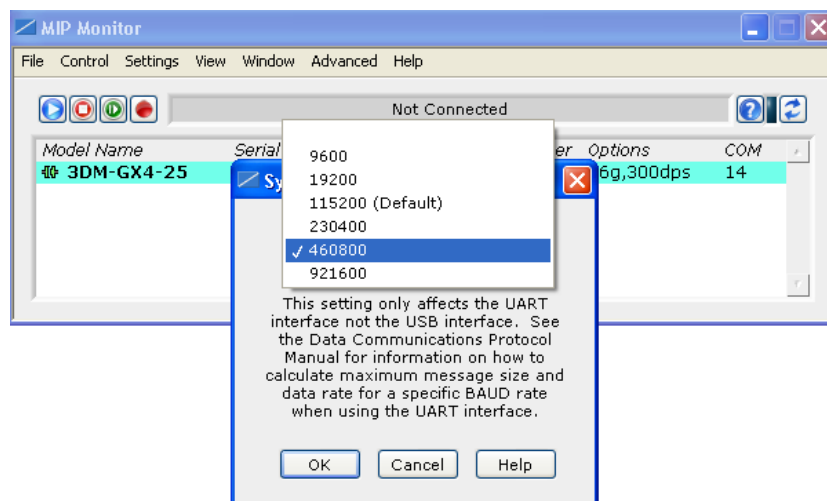 MIP Monitor
File Control Settings View Window Advanced Help
Not Connected
Model Name Serial Options COM
3DM-GX4-25 6g,300dps 14
9600
19200
115200 (Default)
230400
✓ 460800
921600
This setting only affects the UART
interface not the USB interface. See
the Data Communications Protocol
Manual for information on how to
calculate maximum message size and
data rate for a specific BAUD rate
when using the UART interface.
OK Cancel Help